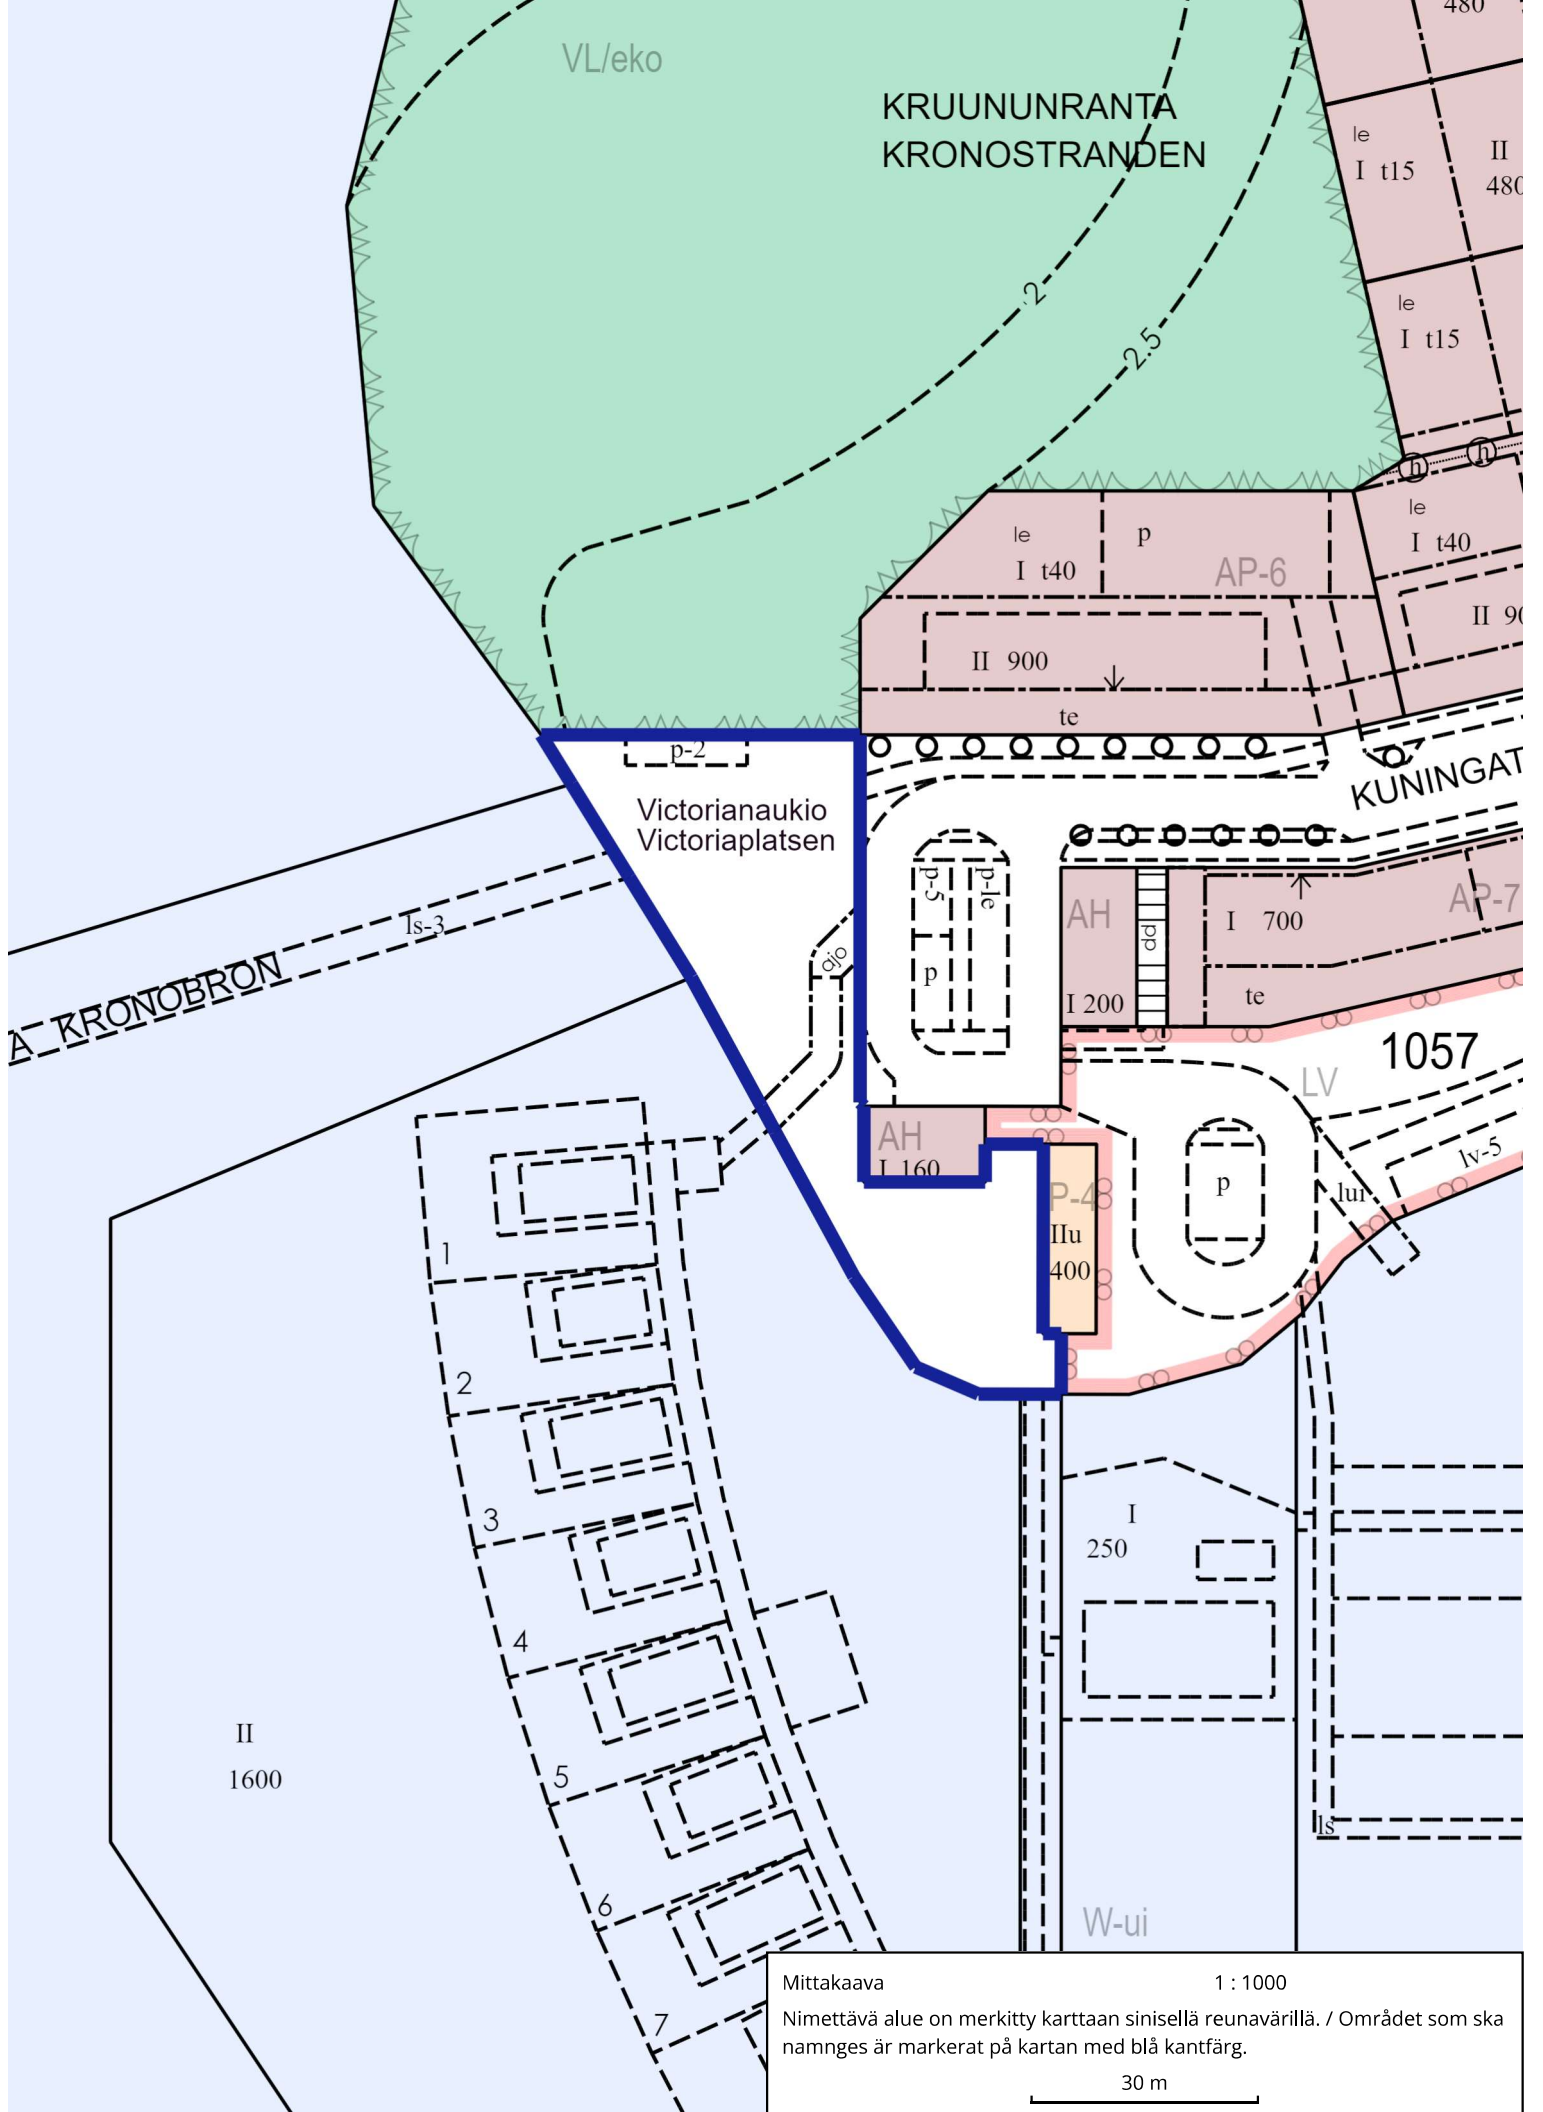 480
VL/eko
KRUUNUNRANTA
KRONOSTRANDEN
le
I t15
II
480
2
le
I t15
2.5
h
h
le
I t40
p
AP-6
le
I t40
II 900
II 90
te
p-2
Victorianaukio
Victoriaplatsen
KUNINGAT
p-5
p-le
p
ajo
AH
pp
I 200
I 700
AP-7
te
ls-3
A KRONOBRON
1057
LV
AH
I 160
P-4
IIu
400
p
lv-5
lui
1
2
3
4
5
6
7
I
250
II
1600
ls
W-ui
Mittakaava 1 : 1000
Nimettävä alue on merkitty karttaan sinisellä reunavärillä. / Området som ska
namnges är markerat på kartan med blå kantfärg.
30 m